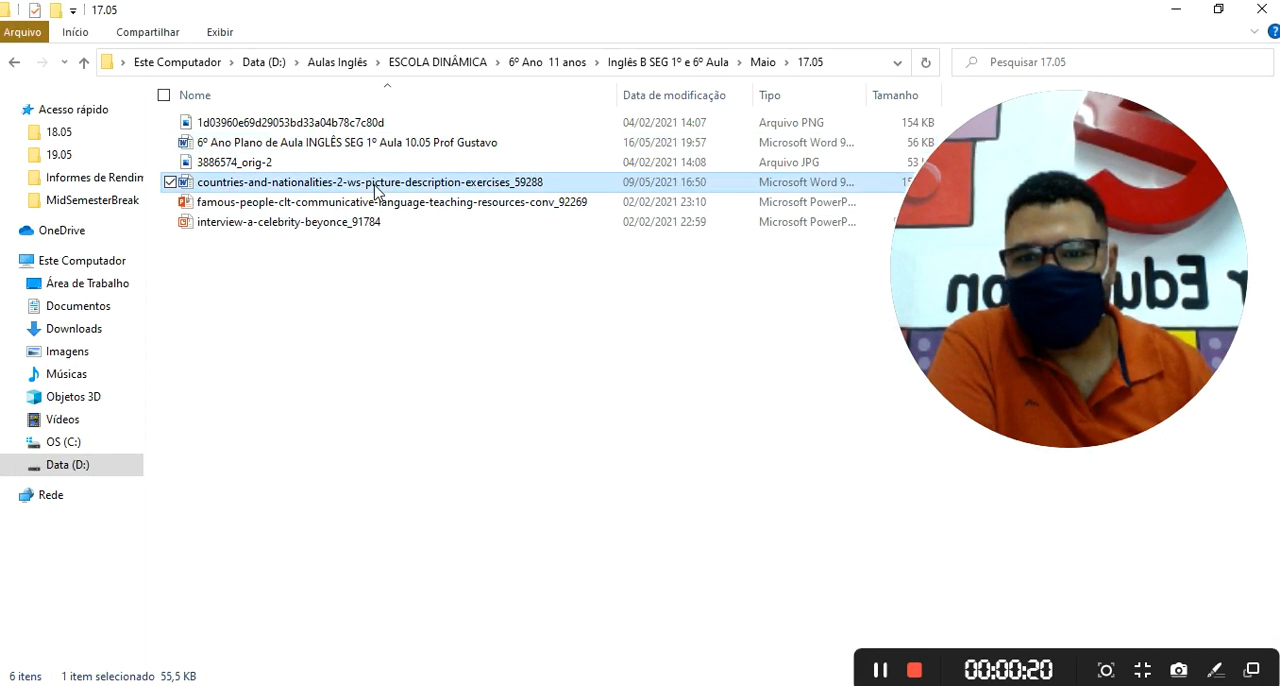 17.05
Arquivo Início Compartilhar Exibir
Este Computador Data (D:) Aulas Inglês ESCOLA DINÂMICA 6º Ano 11 anos Inglês B SEG 1º e 6º Aula Maio 17.05
Pesquisar 17.05
Nome Data de modificação Tipo Tamanho
1d03960e69d29053bd33a04b78c7c80d 04/02/2021 14:07 Arquivo PNG 154 KB
6º Ano Plano de Aula INGLÊS SEG 1º Aula 10.05 Prof Gustavo 16/05/2021 19:57 Microsoft Word 9... 56 KB
3886574_orig-2 04/02/2021 14:08 Arquivo JPG
countries-and-nationalities-2-ws-picture-description-exercises_59288 09/05/2021 16:50 Microsoft Word 9...
famous-people-clt-communicative-language-teaching-resources-conv_92269 02/02/2021 23:10 Microsoft PowerP...
interview-a-celebrity-beyonce_91784 02/02/2021 22:59 Microsoft PowerP...
Acesso rápido
18.05
19.05
Informes de Rendim
MidSemesterBreak
OneDrive
Este Computador
Área de Trabalho
Documentos
Downloads
Imagens
Músicas
Objetos 3D
Vídeos
OS (C:)
Data (D:)
Rede
6 itens 1 item selecionado 55,5 KB
00:00:20